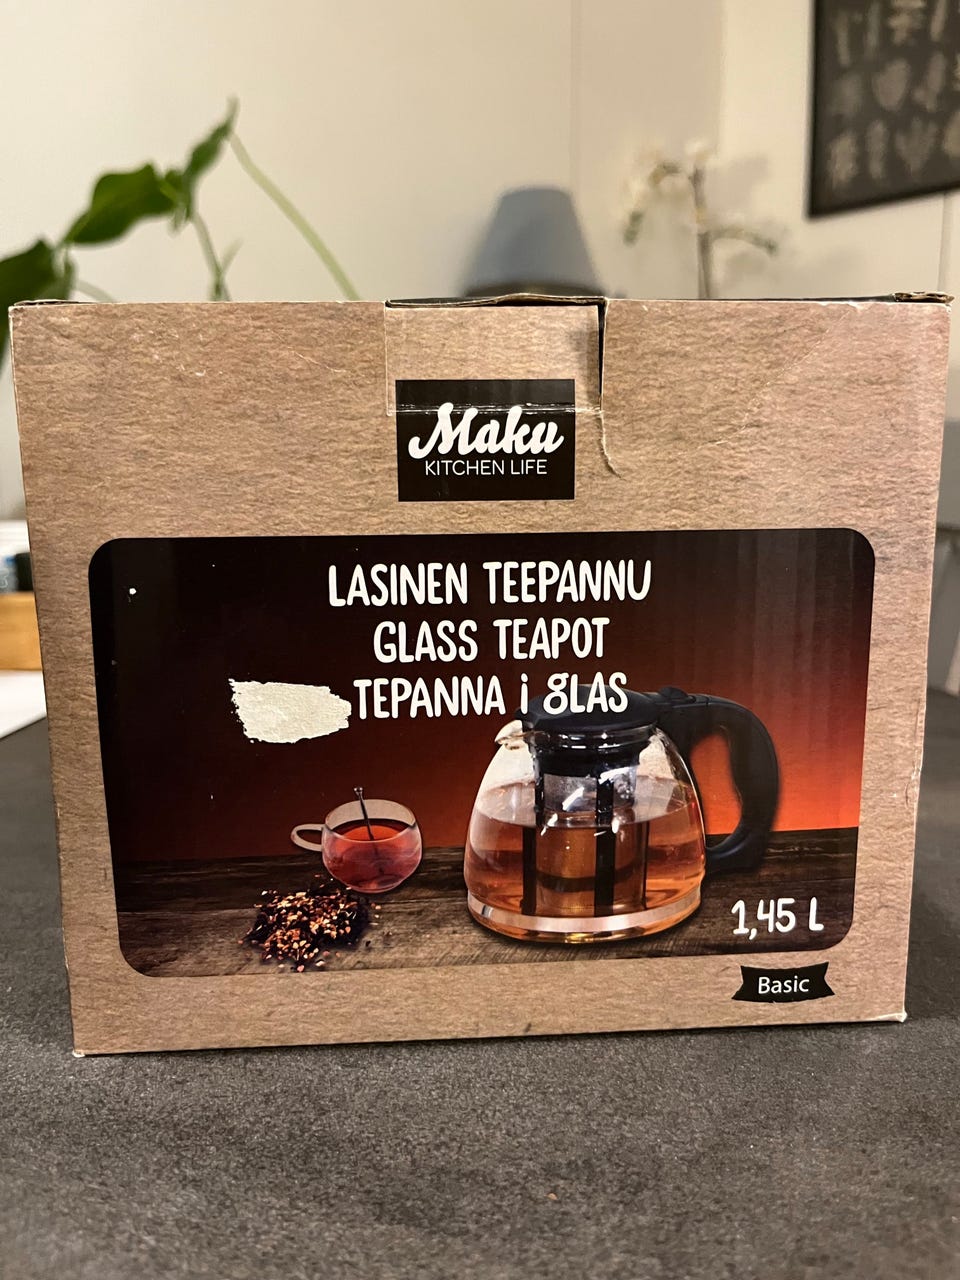 Maku
KITCHEN LIFE
LASINEN TEEPANNU
GLASS TEAPOT
TEPANNA i GLAS
1,45 L
Basic